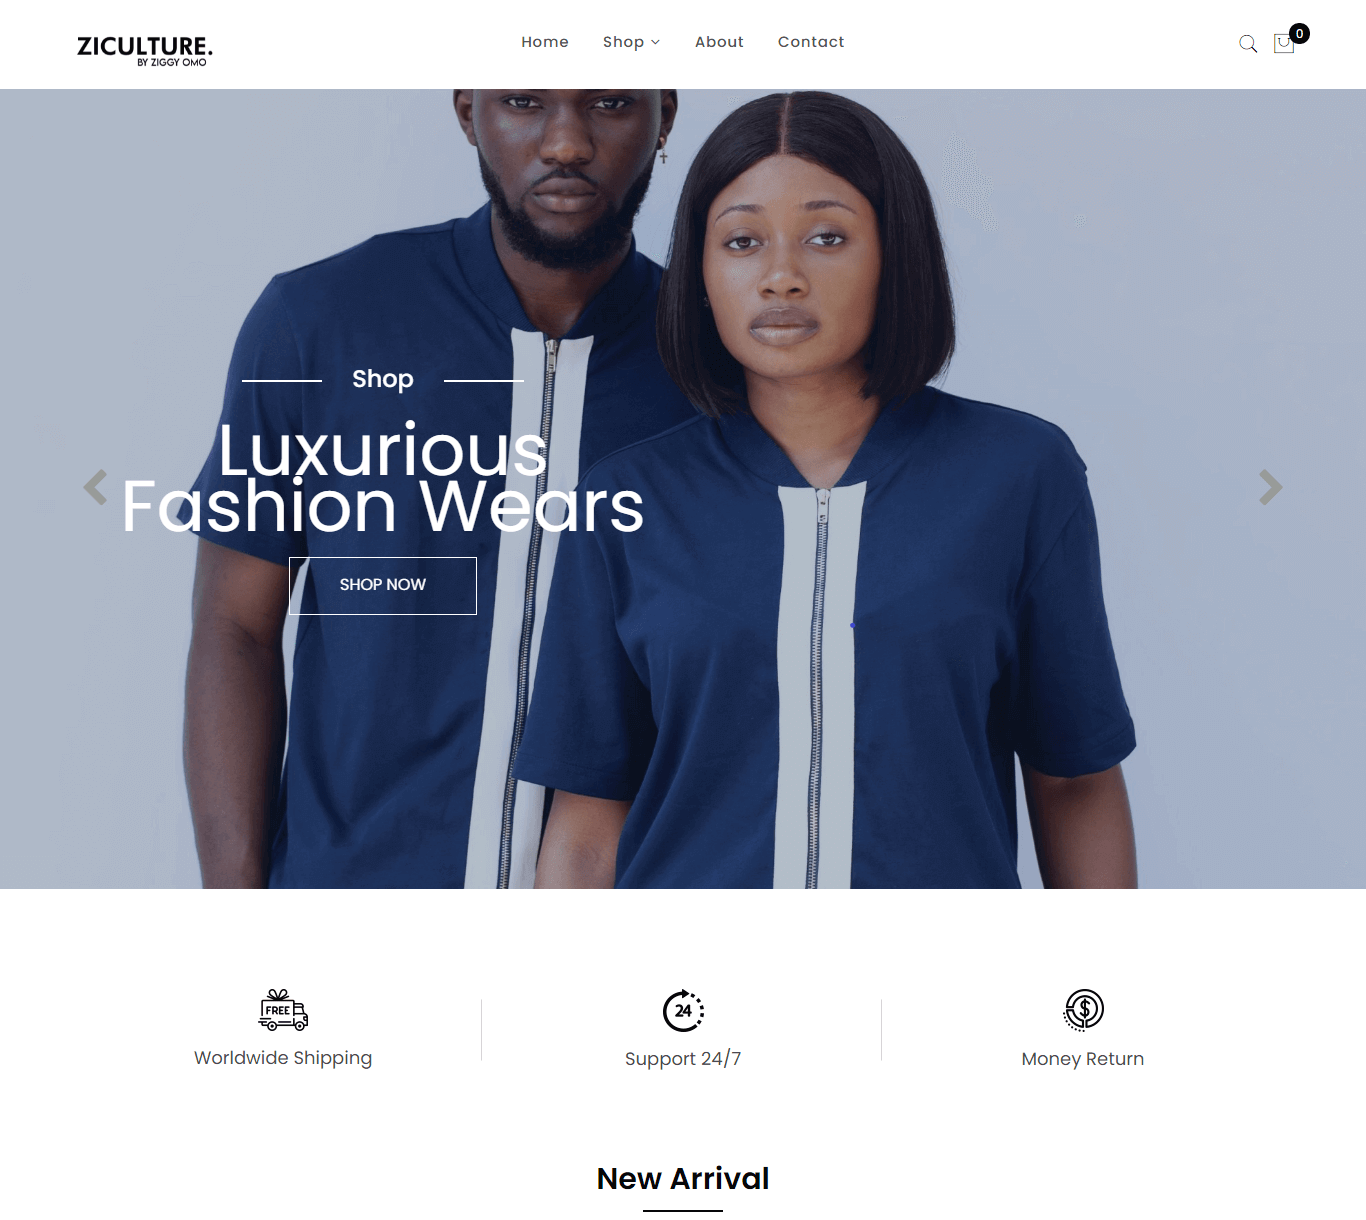 ZICULTURE.
BY ZIGGY OMO
Home Shop About Contact
0
Shop
Luxurious
Fashion Wears
SHOP NOW
FREE
24
$
Worldwide Shipping
Support 24/7
Money Return
New Arrival